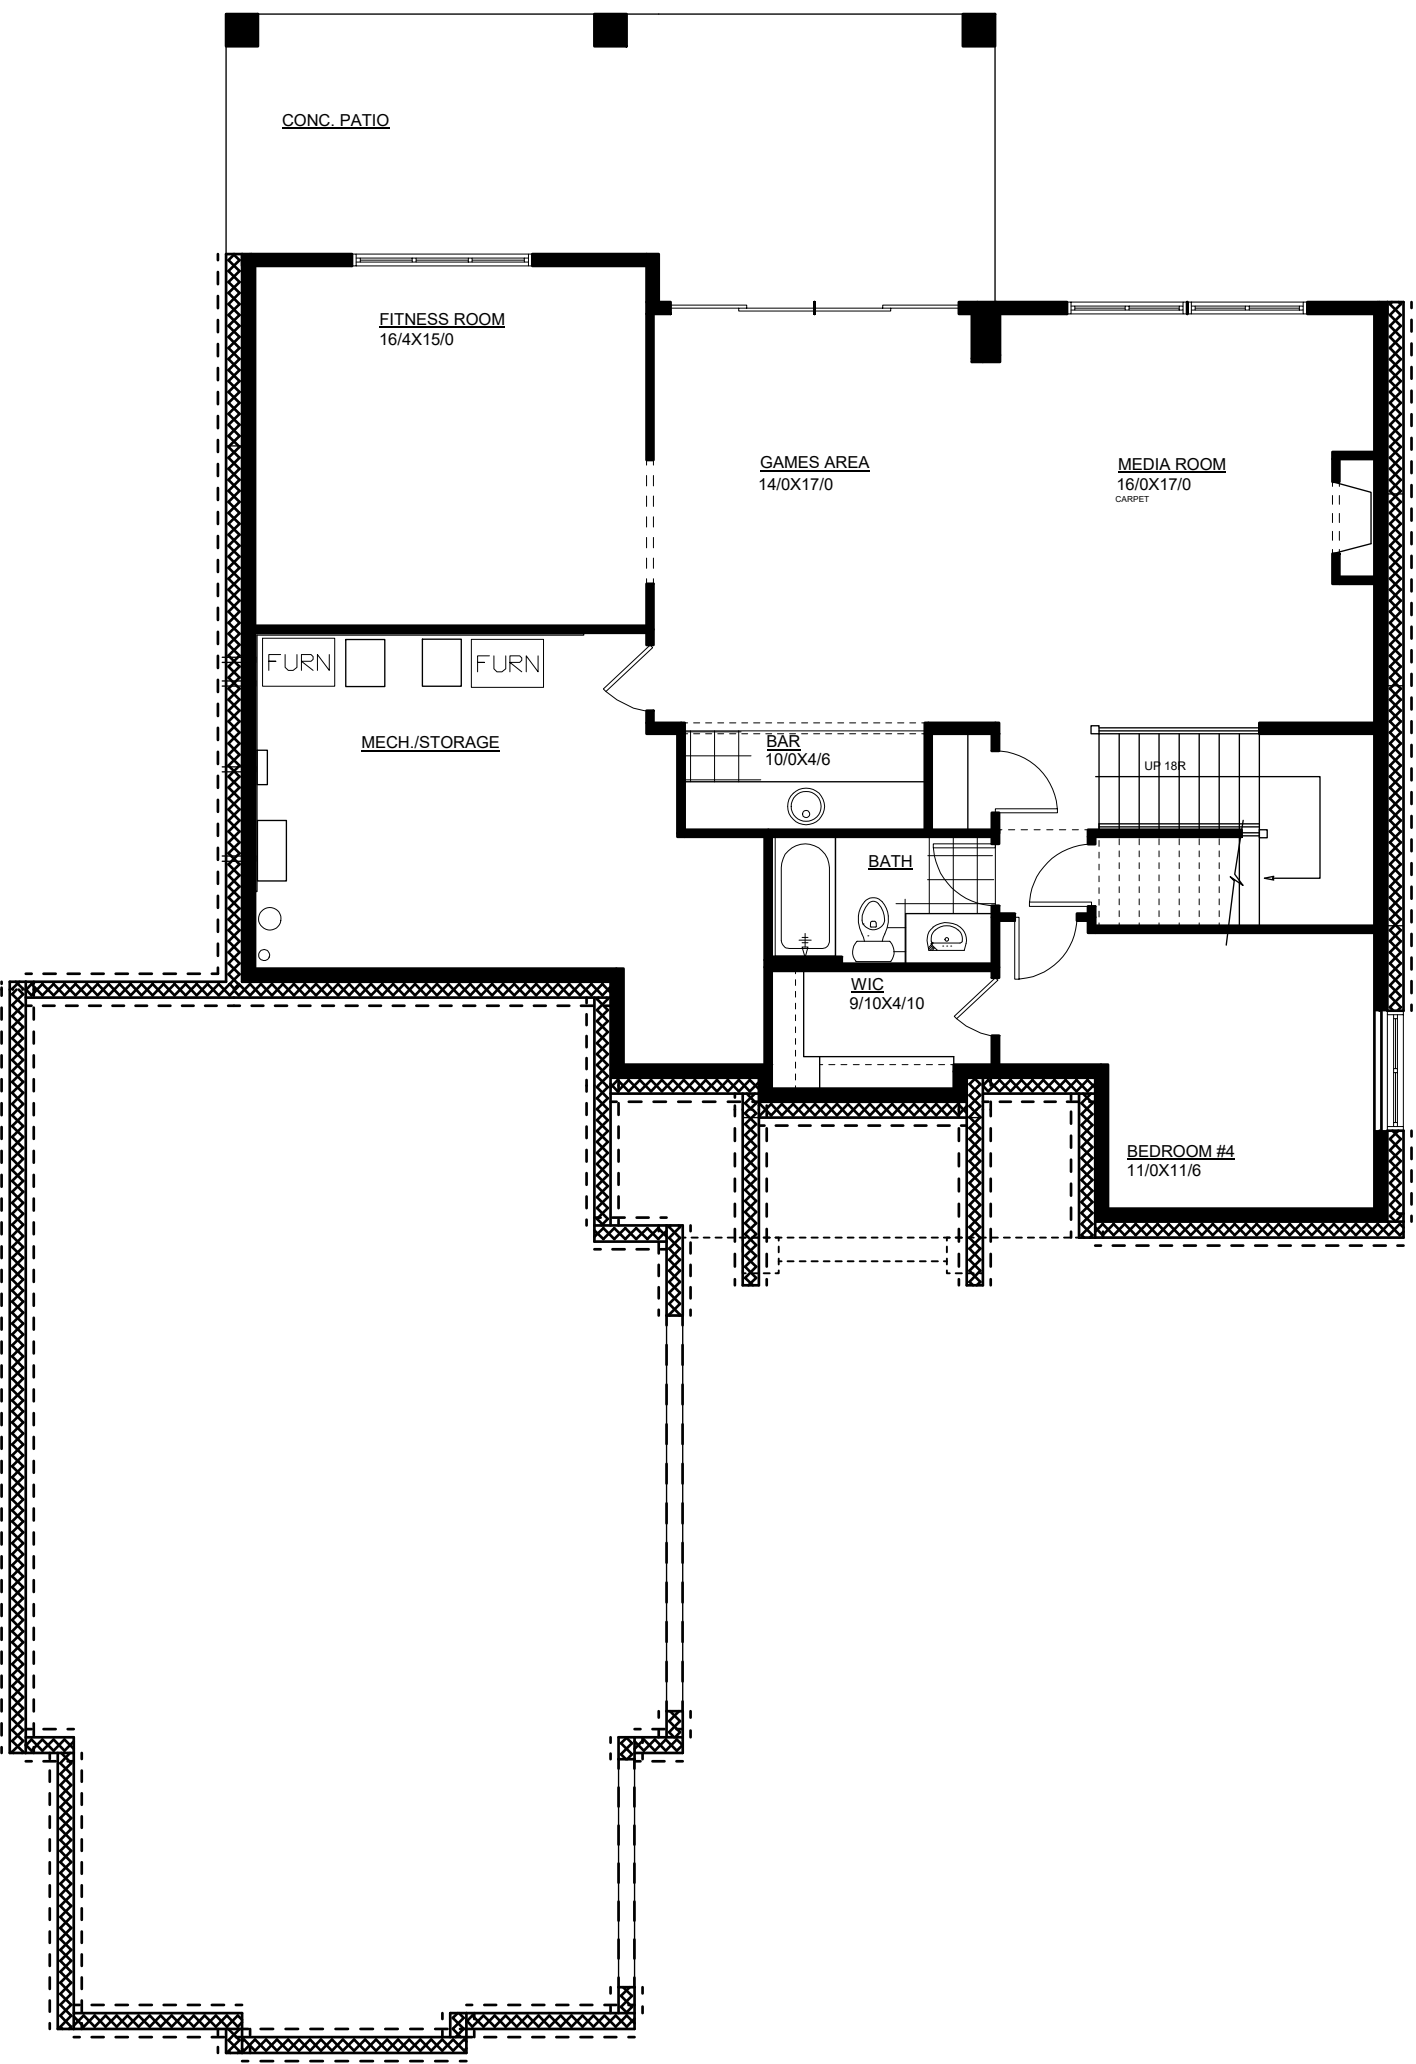 CONC. PATIO
FITNESS ROOM
16/4X15/0
GAMES AREA
14/0X17/0
MEDIA ROOM
16/0X17/0
CARPET
FURN
FURN
MECH./STORAGE
BAR
10/0X4/6
UP 18R
BATH
WIC
9/10X4/10
BEDROOM #4
11/0X11/6